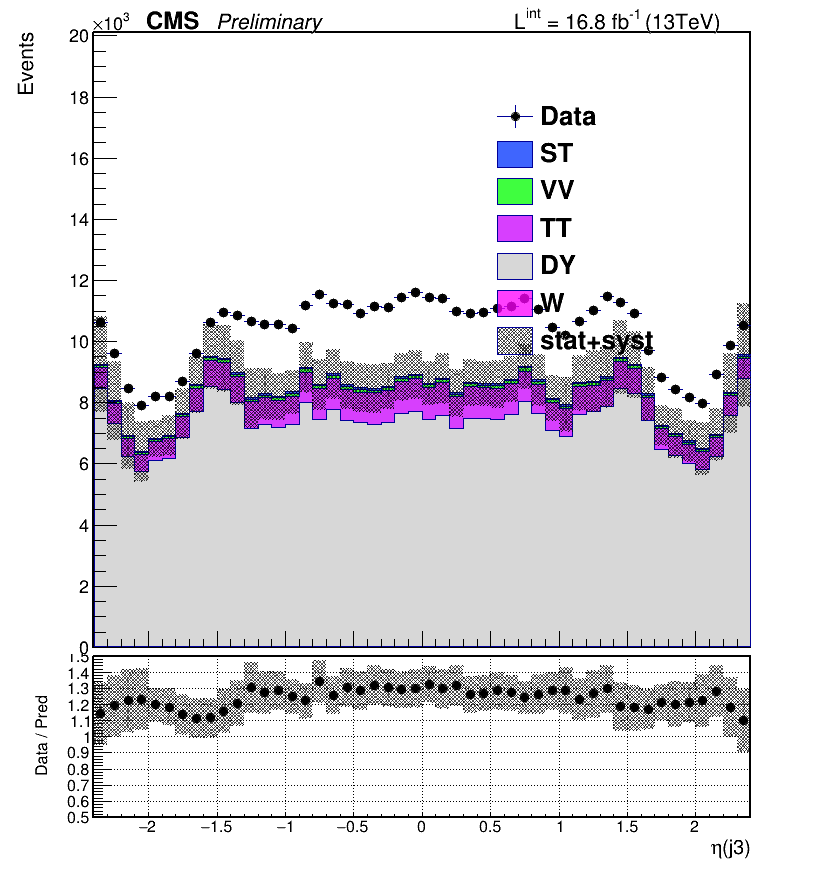 ×10³ CMS Preliminary L^int = 16.8 fb⁻¹ (13TeV)
Events
20
18
16
14
12
10
8
6
4
2
0
Data
ST
VV
TT
DY
W
stat+syst
Data / Pred
1.5
1.4
1.3
1.2
1.1
1
0.9
0.8
0.7
0.6
0.5
−2 −1.5 −1 −0.5 0 0.5 1 1.5 2
η(j3)